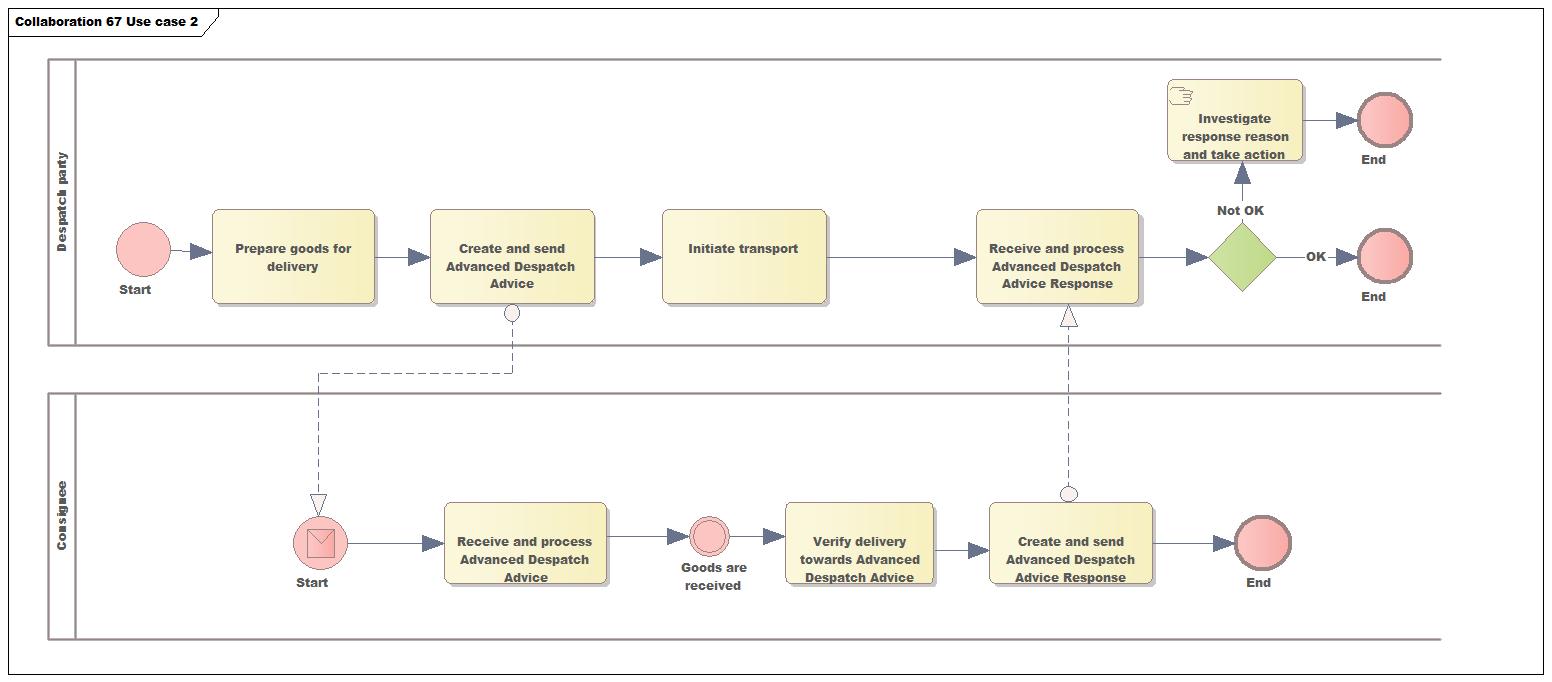 Collaboration 67 Use case 2
Despatch party
Investigate
response reason
and take action
End
Not OK
Start
Prepare goods for
delivery
Create and send
Advanced Despatch
Advice
Initiate transport
Receive and process
Advanced Despatch
Advice Response
OK
End
Consignee
Start
Receive and process
Advanced Despatch
Advice
Goods are
received
Verify delivery
towards Advanced
Despatch Advice
Create and send
Advanced Despatch
Advice Response
End